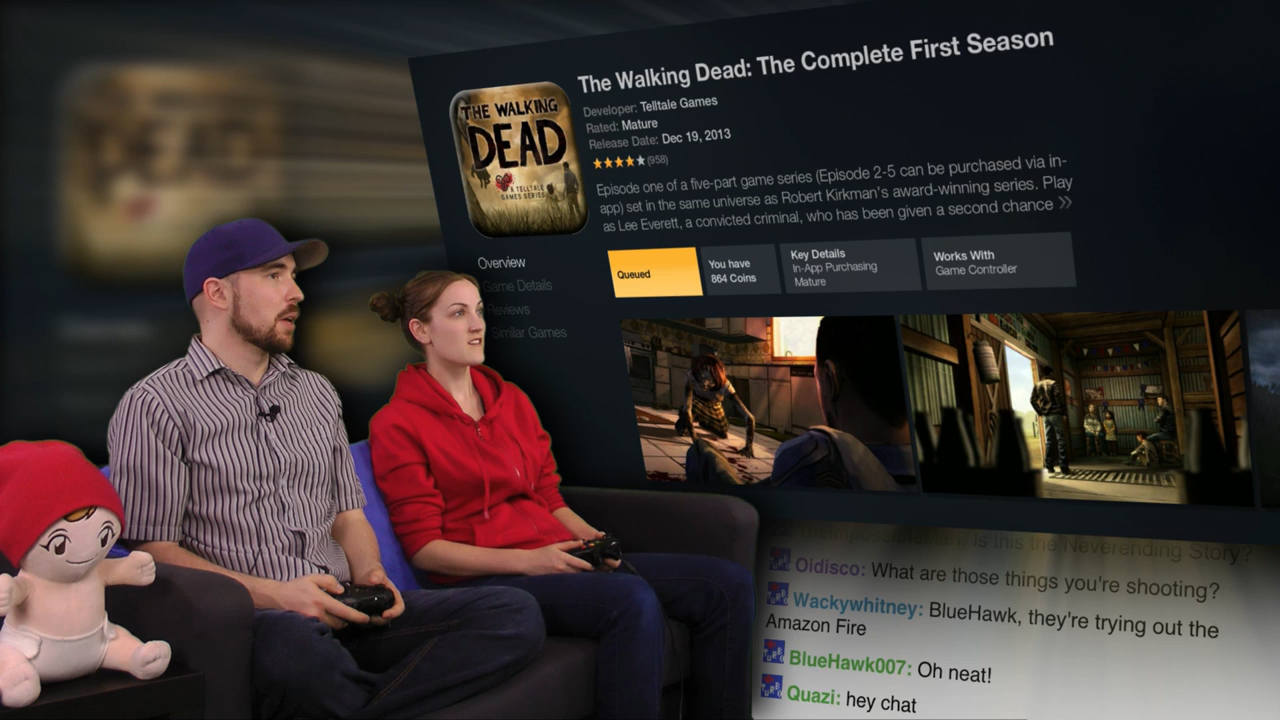 The Walking Dead: The Complete First Season
Developer: Telltale Games
Rated: Mature
Release Date: Dec 19, 2013
(958)
Episode one of a five-part game series (Episode 2-5 can be purchased via in-
app) set in the same universe as Robert Kirkman's award-winning series. Play
as Lee Everett, a convicted criminal, who has been given a second chance »
THE WALKING
DEAD
A TELLTALE
GAMES SERIES
Overview
Game Details
Reviews
Similar Games
Queued
You have
864 Coins
Key Details
In-App Purchasing
Mature
Works With
Game Controller
Is this the Neverending Story?
Oldisco: What are those things you're shooting?
Wackywhitney: BlueHawk, they're trying out the
Amazon Fire
BlueHawk007: Oh neat!
Quazi: hey chat